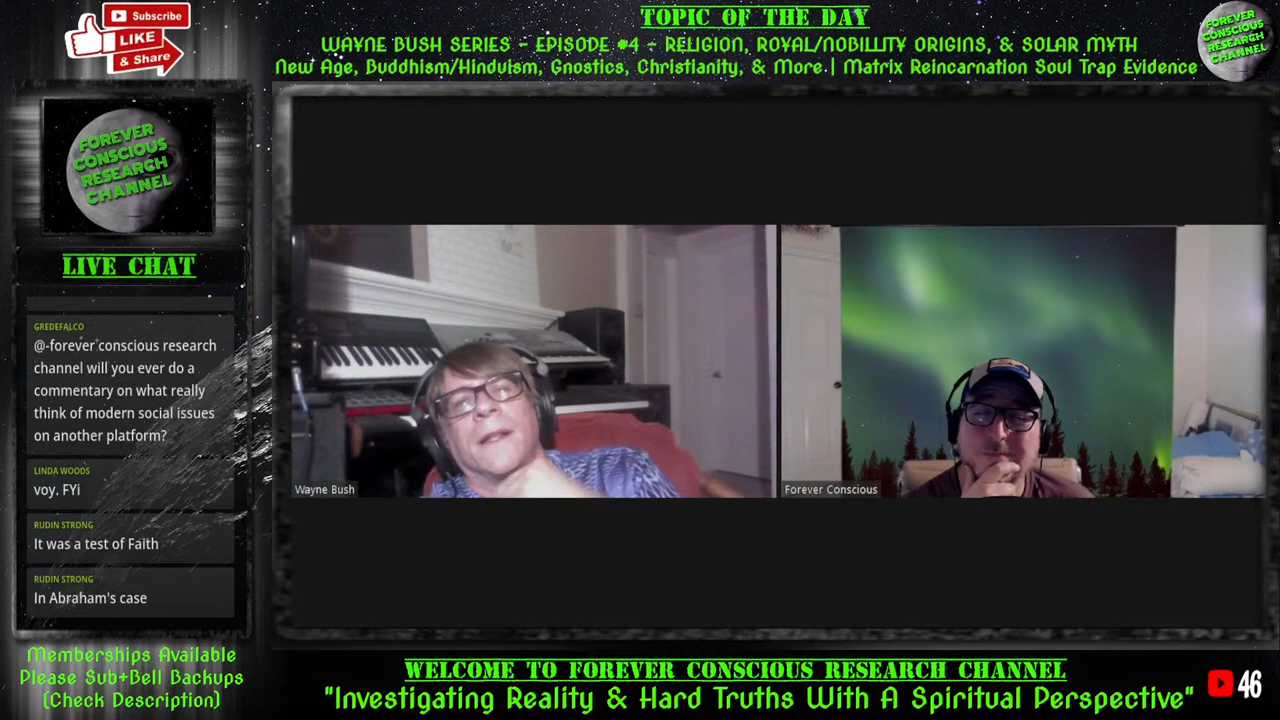 Subscribe
LIKE
& Share
TOPIC OF THE DAY
WAYNE BUSH SERIES - EPISODE #4 - RELIGION, ROYAL/NOBILLITY ORIGINS, & SOLAR MYTH
New Age, Buddhism/Hinduism, Gnostics, Christianity, & More | Matrix Reincarnation Soul Trap Evidence
FOREVER
CONSCIOUS
RESEARCH
CHANNEL
FOREVER
CONSCIOUS
RESEARCH
CHANNEL
LIVE CHAT
GREDEFALCO
@-forever conscious research
channel will you ever do a
commentary on what really
think of modern social issues
on another platform?
LINDA WOODS
voy. FYi
RUDIN STRONG
It was a test of Faith
RUDIN STRONG
In Abraham's case
Wayne Bush
Forever Conscious
Memberships Available
Please Sub+Bell Backups
(Check Description)
WELCOME TO FOREVER CONSCIOUS RESEARCH CHANNEL
"Investigating Reality & Hard Truths With A Spiritual Perspective"
46